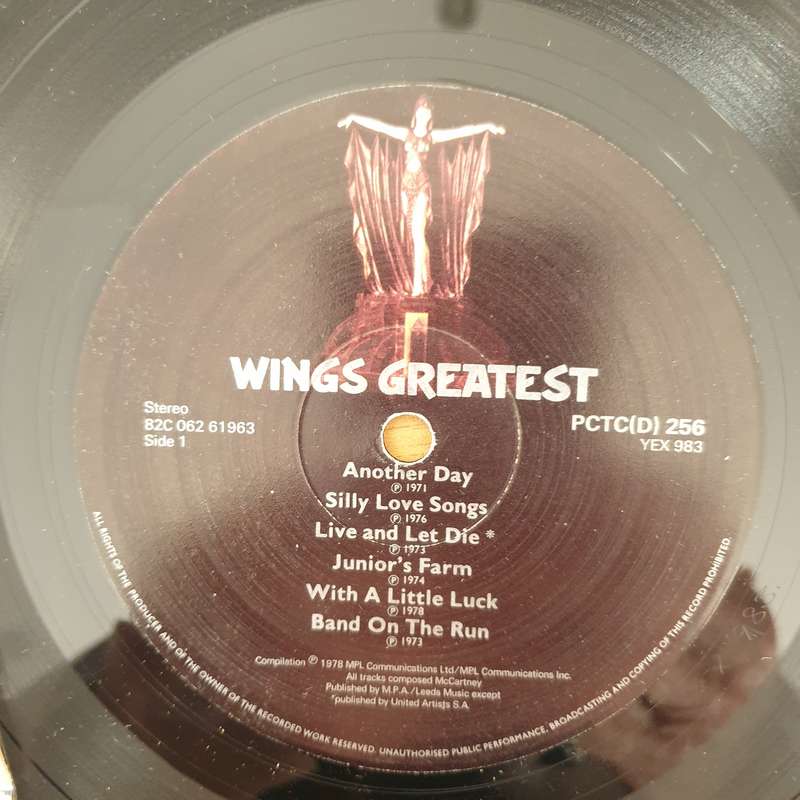 WINGS GREATEST
Stereo
82C 062 61963
Side 1
PCTC(D) 256
YEX 983
Another Day
℗ 1971
Silly Love Songs
℗ 1976
Live and Let Die *
℗ 1973
Junior's Farm
℗ 1974
With A Little Luck
℗ 1978
Band On The Run
℗ 1973
Compilation ℗ 1978 MPL Communications Ltd/MPL Communications Inc.
All tracks composed McCartney
Published by M.P.A./Leeds Music except
*published by United Artists S.A.
ALL RIGHTS OF THE PRODUCER AND OF THE OWNER OF THE RECORDED WORK RESERVED. UNAUTHORISED PUBLIC PERFORMANCE, BROADCASTING AND COPYING OF THIS RECORD PROHIBITED.